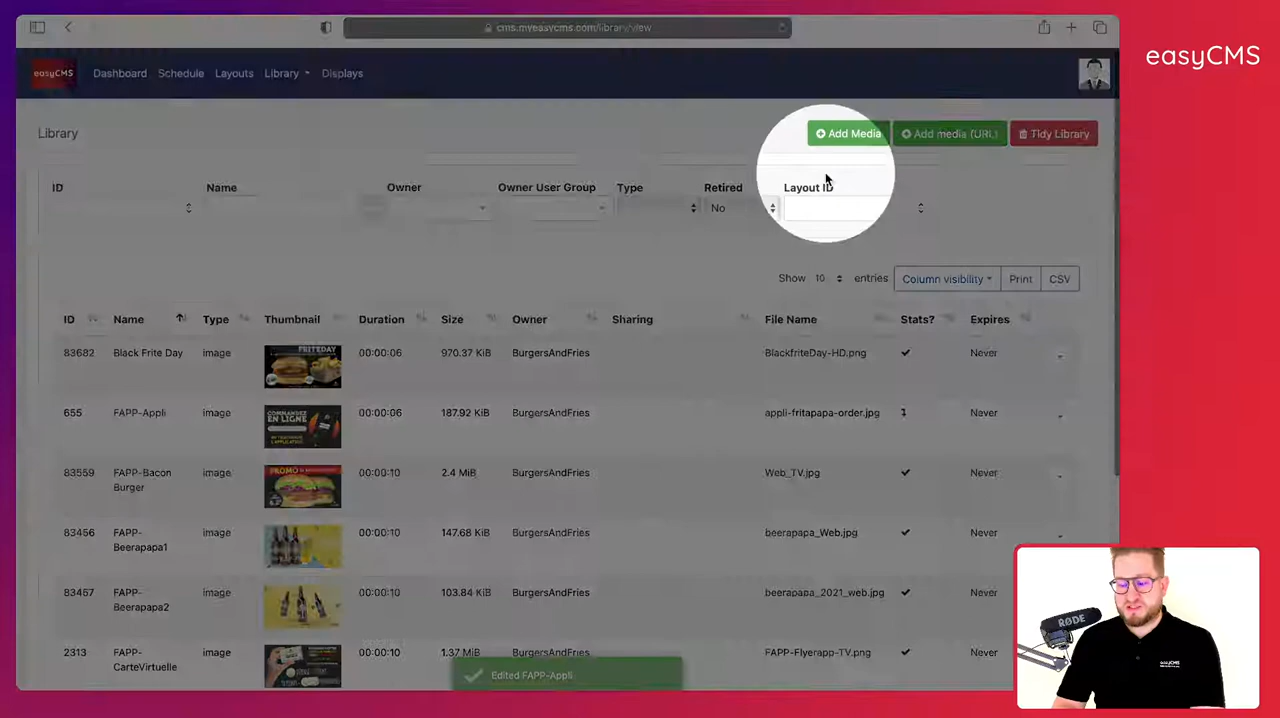 cms.myeasycms.com/library/view
easyCMS
easyCMS Dashboard Schedule Layouts Library Displays
Library
Add Media Add media (URL) Tidy Library
ID Name Owner Owner User Group Type Retired Layout ID
No
Show 10 entries Column visibility Print CSV
ID Name Type Thumbnail Duration Size Owner Sharing File Name Stats? Expires
83682 Black Frite Day image FRITEDAY 00:00:06 970.37 KiB BurgersAndFries BlackfriteDay-HD.png Never
655 FAPP-Appli image COMMANDEZ EN LIGNE 00:00:06 187.92 KiB BurgersAndFries appli-fritapapa-order.jpg Never
83559 FAPP-Bacon image PROMO 00:00:10 2.4 MiB BurgersAndFries Web_TV.jpg Never
Burger
83456 FAPP- image 00:00:10 147.68 KiB BurgersAndFries beerapapa_Web.jpg Never
Beerapapa1
83457 FAPP- image 00:00:10 103.84 KiB BurgersAndFries beerapapa_2021_web.jpg Never
Beerapapa2
2313 FAPP- image 00:00:10 1.37 MiB BurgersAndFries FAPP-Flyerapp-TV.png Never
CarteVirtuelle
Edited FAPP-Appli
RØDE
easyCMS